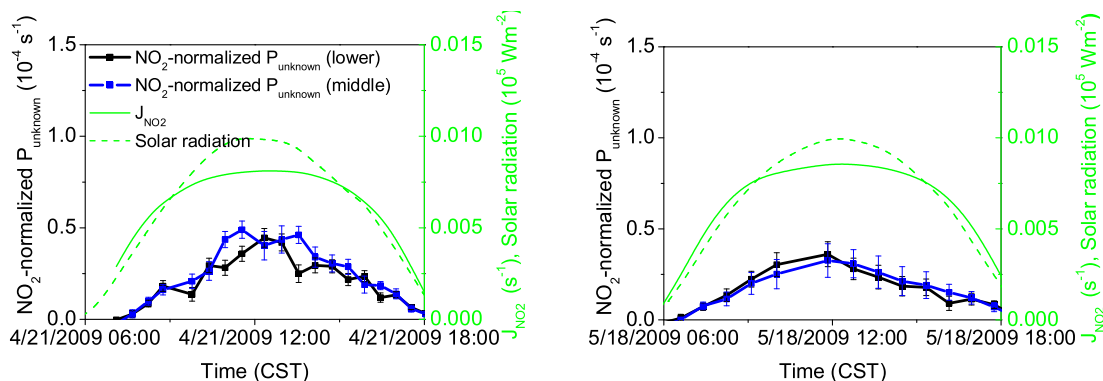 NO2-normalized Punknown (10-4 s-1)
1.5
1.0
0.5
0.0
NO2-normalized Punknown (lower)
NO2-normalized Punknown (middle)
JNO2
Solar radiation
0.015
0.010
0.005
0.000
JNO2 (s-1), Solar radiation (105 Wm-2)
4/21/2009 06:00
4/21/2009 12:00
4/21/2009 18:00
Time (CST)
NO2-normalized Punknown (10-4 s-1)
1.5
1.0
0.5
0.0
0.015
0.010
0.005
0.000
JNO2 (s-1), Solar radiation (105 Wm-2)
5/18/2009 06:00
5/18/2009 12:00
5/18/2009 18:00
Time (CST)